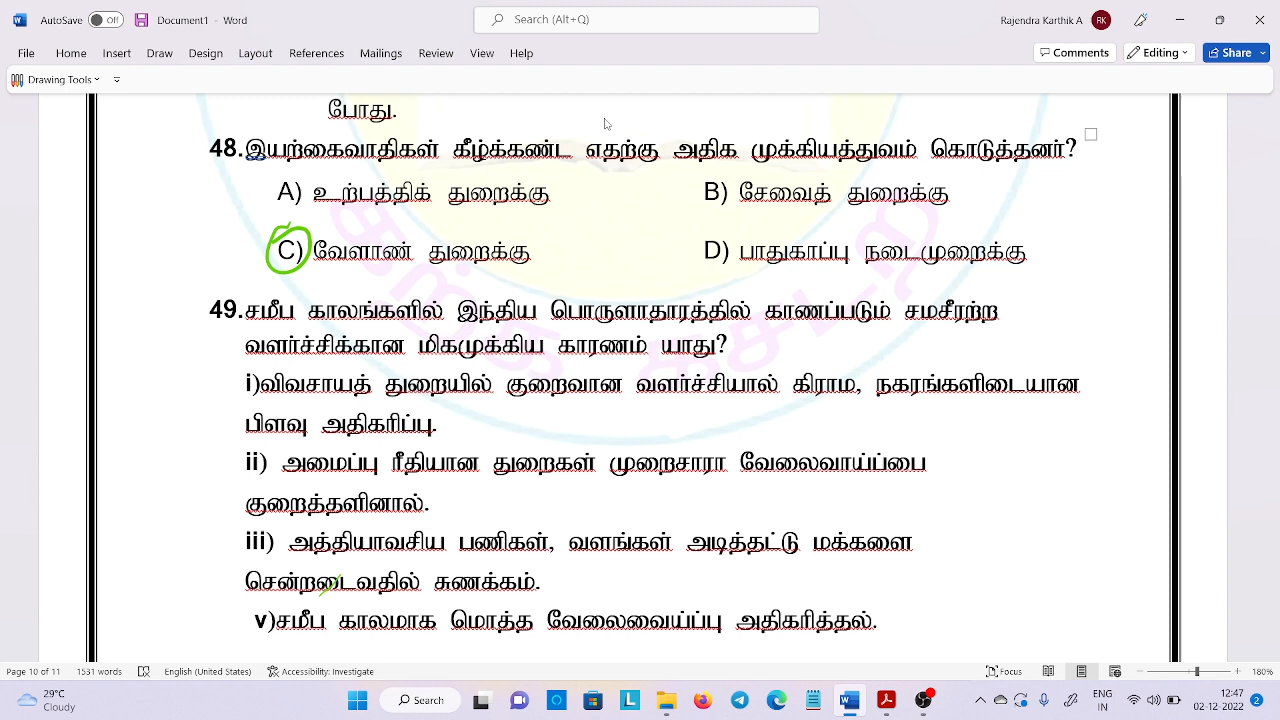 AutoSave Off Document1 - Word Search (Alt+Q) Rajendra Karthik A RK
File Home Insert Draw Design Layout References Mailings Review View Help Comments Editing Share
Drawing Tools
போது.
48.இயற்கைவாதிகள் கீழ்க்கண்ட எதற்கு அதிக முக்கியத்துவம் கொடுத்தனர்?
A) உற்பத்திக் துறைக்கு B) சேவைத் துறைக்கு
C) வேளாண் துறைக்கு D) பாதுகாப்பு நடைமுறைக்கு
49.சமீப காலங்களில் இந்திய பொருளாதாரத்தில் காணப்படும் சமசீரற்ற
வளர்ச்சிக்கான மிகமுக்கிய காரணம் யாது?
i)விவசாயத் துறையில் குறைவான வளர்ச்சியால் கிராம, நகரங்களிடையான
பிளவு அதிகரிப்பு.
ii) அமைப்பு ரீதியான துறைகள் முறைசாரா வேலைவாய்ப்பை
குறைத்தளினால்.
iii) அத்தியாவசிய பணிகள், வளங்கள் அடித்தட்டு மக்களை
சென்றடைவதில் சுணக்கம்.
v)சமீப காலமாக மொத்த வேலைவைய்ப்பு அதிகரித்தல்.
Page 10 of 11 1531 words English (United States) Accessibility: Investigate Focus 180%
29°C
Cloudy
Search
ENG
IN
12:47
02-12-2022
2